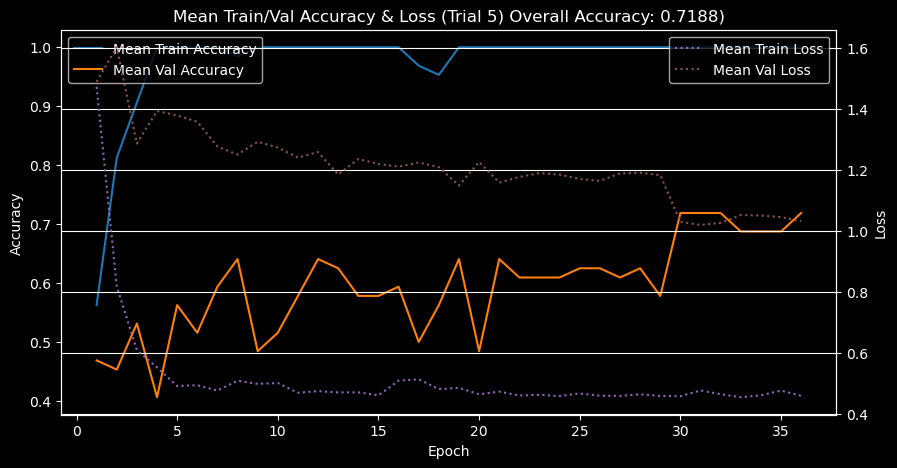 Mean Train/Val Accuracy & Loss (Trial 5) Overall Accuracy: 0.7188)
Mean Train Accuracy
Mean Val Accuracy
Mean Train Loss
Mean Val Loss
1.0
0.9
0.8
0.7
0.6
0.5
0.4
Accuracy
1.6
1.4
1.2
1.0
0.8
0.6
0.4
Loss
0 5 10 15 20 25 30 35
Epoch